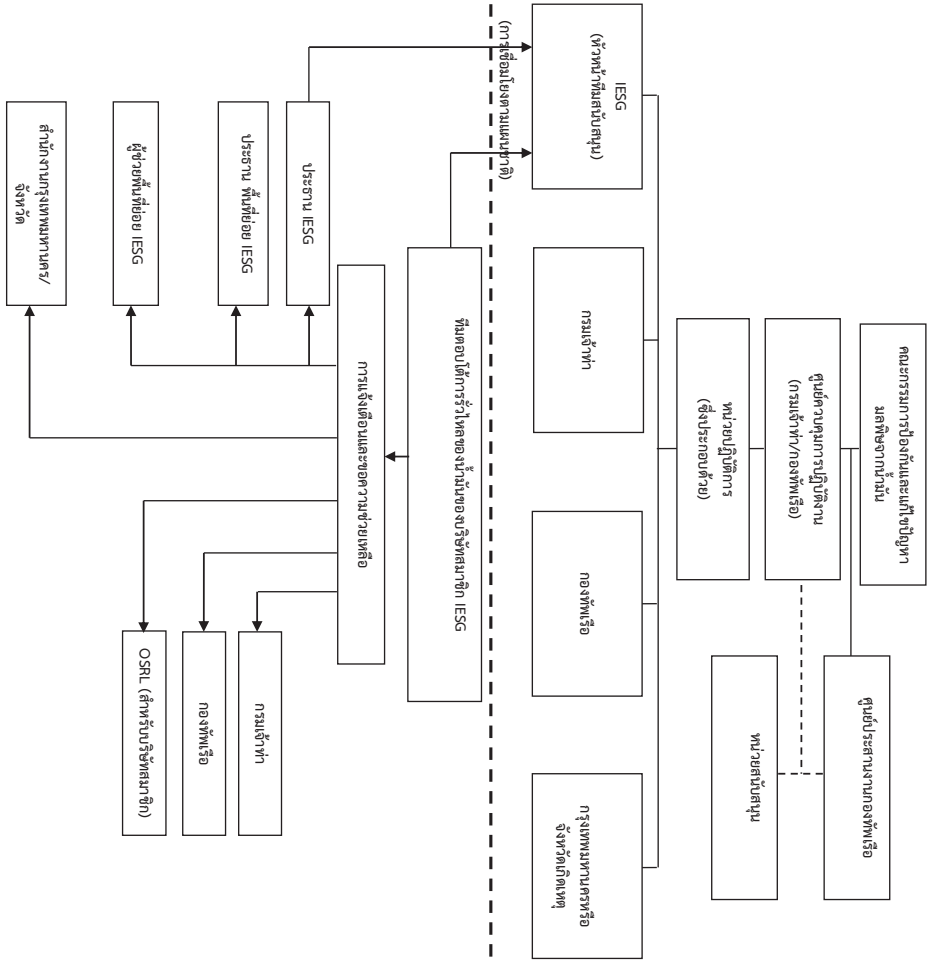 คณะกรรมการป้องกันและแก้ไขปัญหา
มลพิษจากน้ำมัน
ศูนย์ควบคุมการปฏิบัติงาน
(กรมเจ้าท่า/กองทัพเรือ)
ศูนย์ประสานงานกองทัพเรือ
หน่วยสนับสนุน
หน่วยปฏิบัติการ
(ซึ่งประกอบด้วย)
IESG
(หัวหน้าทีมสนับสนุน)
กรมเจ้าท่า
กองทัพเรือ
กรุงเทพมหานครหรือ
จังหวัดเกิดเหตุ
(การเชื่อมโยงตามแผนชาติ)
ทีมตอบโต้การรั่วไหลของน้ำมันของบริษัทสมาชิก IESG
การแจ้งเตือนและขอความช่วยเหลือ
ประธาน IESG
ประธาน พื้นที่ย่อย IESG
ผู้ช่วยพื้นที่ย่อย IESG
สำนักงานกรุงเทพมหานคร/
จังหวัด
กรมเจ้าท่า
กองทัพเรือ
OSRL (สำหรับบริษัทสมาชิก)